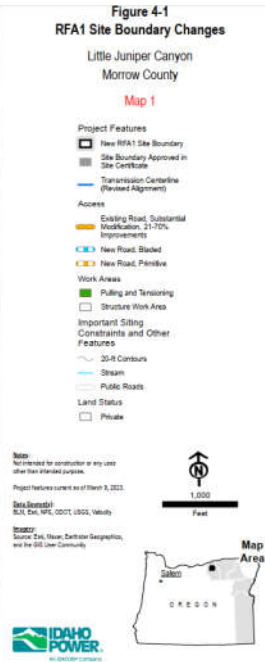 Figure 4-1
RFA1 Site Boundary Changes
Little Juniper Canyon
Morrow County
Map 1
Project Features
New RFA1 Site Boundary
Site Boundary Approved in
Site Certificate
Transmission Centerline
(Revised Alignment)
Access
Existing Road, Substantial
Modification, 21-70%
Improvements
New Road, Bladed
New Road, Primitive
Work Areas
Pulling and Tensioning
Structure Work Area
Important Siting
Constraints and Other
Features
20-ft Contours
Stream
Public Roads
Land Status
Private
Notes:
Not intended for construction or any uses
other than intended purpose.
Project features current as of March 9, 2023.
Data Source(s):
BLM, Esri, NPS, ODOT, USGS, Velocity
Imagery:
Source: Esri, Maxar, Earthstar Geographics,
and the GIS User Community
N
1,000
Feet
Map
Area
Salem
OREGON
IDAHO
POWER
An IDACORP Company